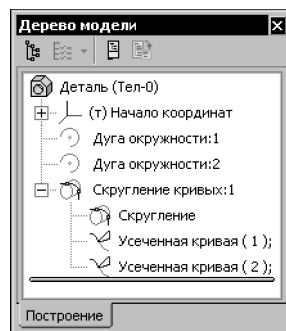 Дерево модели
Деталь (Тел-0)
(т) Начало координат
Дуга окружности:1
Дуга окружности:2
Скругление кривых:1
Скругление
Усеченная кривая ( 1 );
Усеченная кривая ( 2 );
Построение